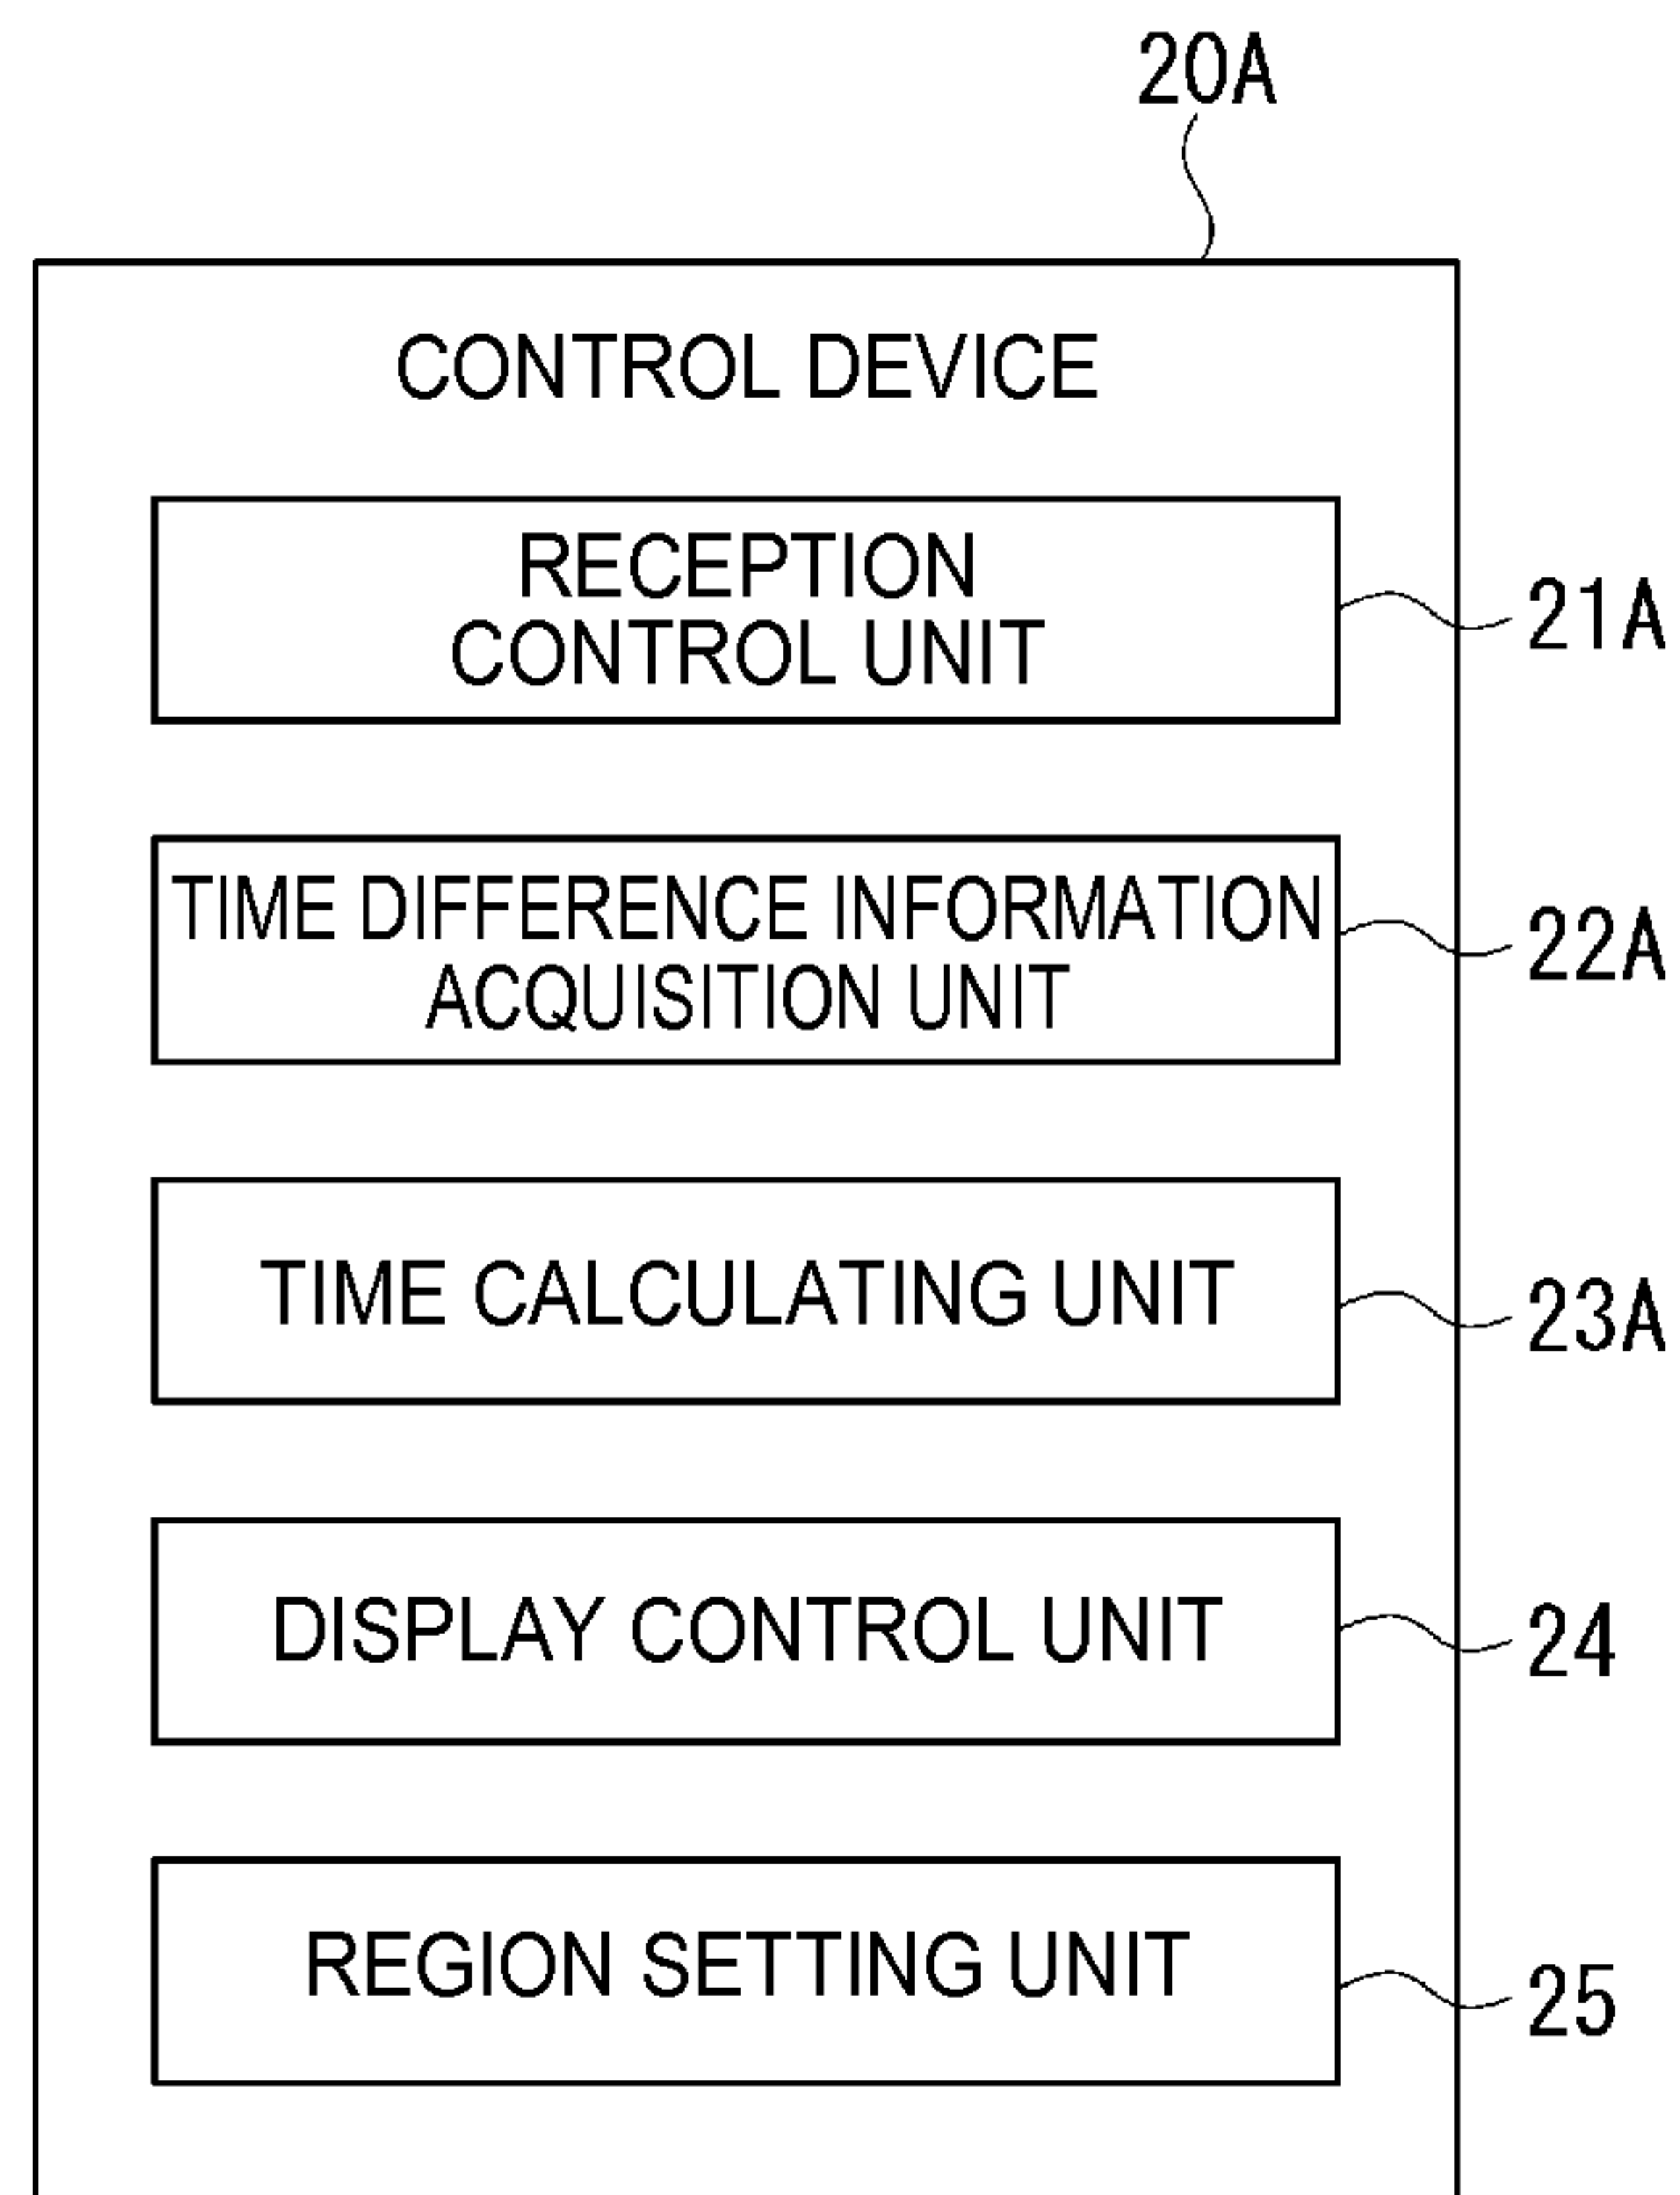 20A
CONTROL DEVICE
RECEPTION
CONTROL UNIT
21A
TIME DIFFERENCE INFORMATION
ACQUISITION UNIT
22A
TIME CALCULATING UNIT
23A
DISPLAY CONTROL UNIT
24
REGION SETTING UNIT
25